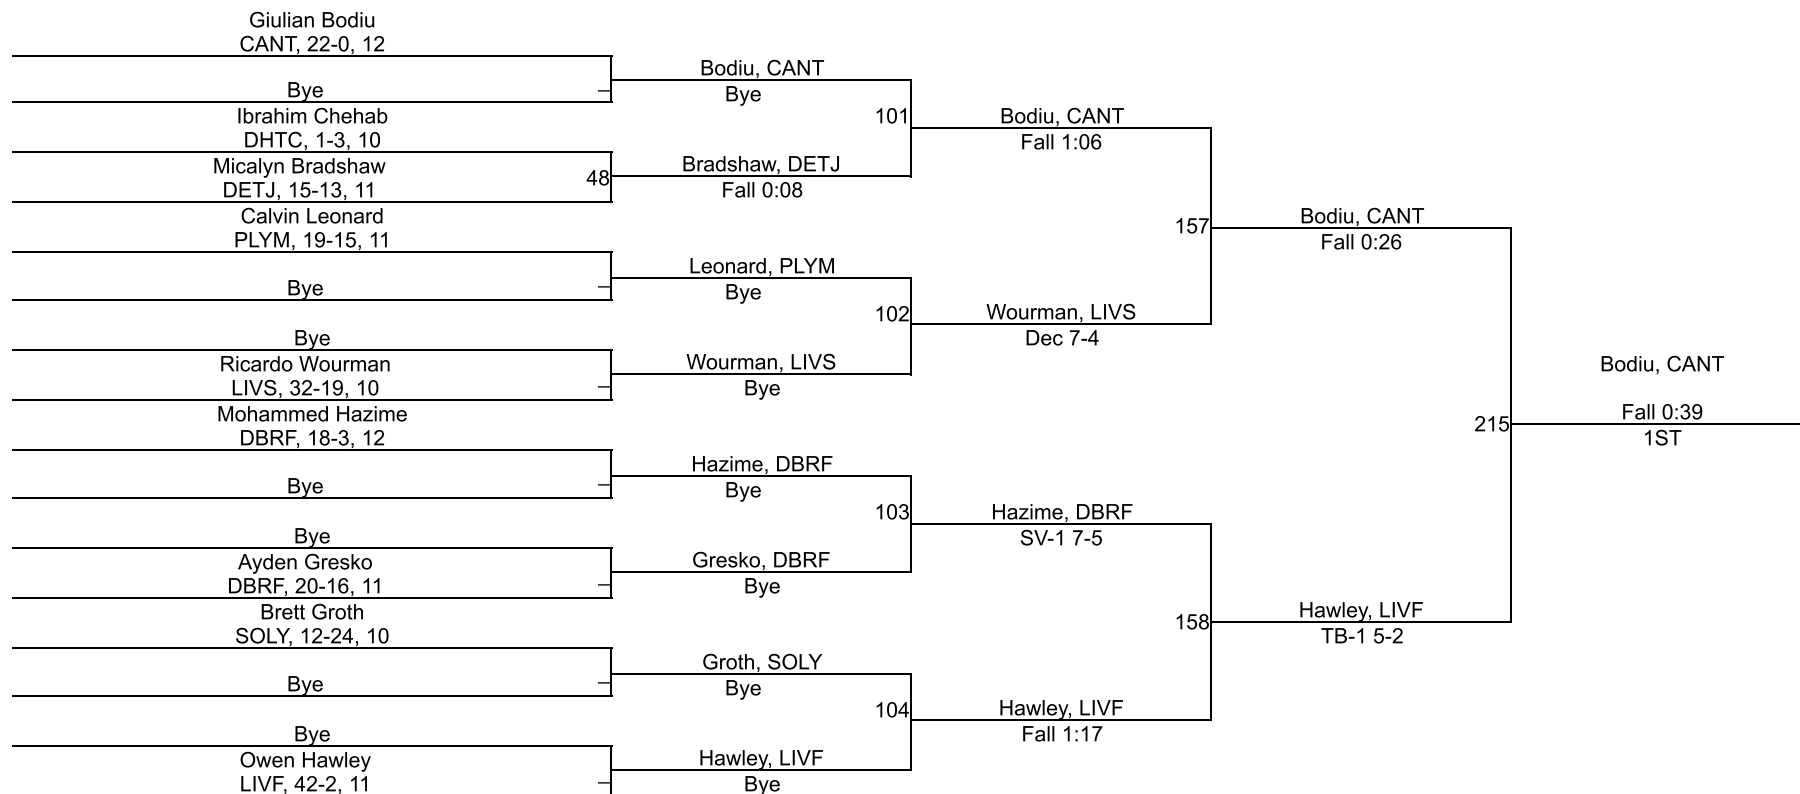 Giulian Bodiu
CANT, 22-0, 12
Bye
Ibrahim Chehab
DHTC, 1-3, 10
Micalyn Bradshaw
DETJ, 15-13, 11
48
Calvin Leonard
PLYM, 19-15, 11
Bye
Bye
Ricardo Wourman
LIVS, 32-19, 10
Mohammed Hazime
DBRF, 18-3, 12
Bye
Bye
Ayden Gresko
DBRF, 20-16, 11
Brett Groth
SOLY, 12-24, 10
Bye
Bye
Owen Hawley
LIVF, 42-2, 11
Bodiu, CANT
Bye
101
Bradshaw, DETJ
Fall 0:08
Leonard, PLYM
Bye
102
Wourman, LIVS
Bye
Hazime, DBRF
Bye
103
Gresko, DBRF
Bye
Groth, SOLY
Bye
104
Hawley, LIVF
Bye
Bodiu, CANT
Fall 1:06
157
Wourman, LIVS
Dec 7-4
Hazime, DBRF
SV-1 7-5
158
Hawley, LIVF
Fall 1:17
Bodiu, CANT
Fall 0:26
215
Hawley, LIVF
TB-1 5-2
Bodiu, CANT
Fall 0:39
1ST